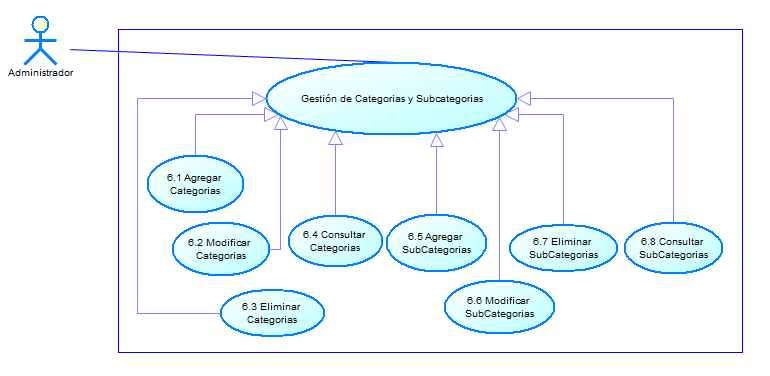 Administrador
Gestión de Categorias y Subcategorias
6.1 Agregar
Categorias
6.2 Modificar
Categorias
6.3 Eliminar
Categorias
6.4 Consultar
Categorias
6.5 Agregar
SubCategorias
6.6 Modificar
SubCategorias
6.7 Eliminar
SubCategorias
6.8 Consultar
SubCategorias